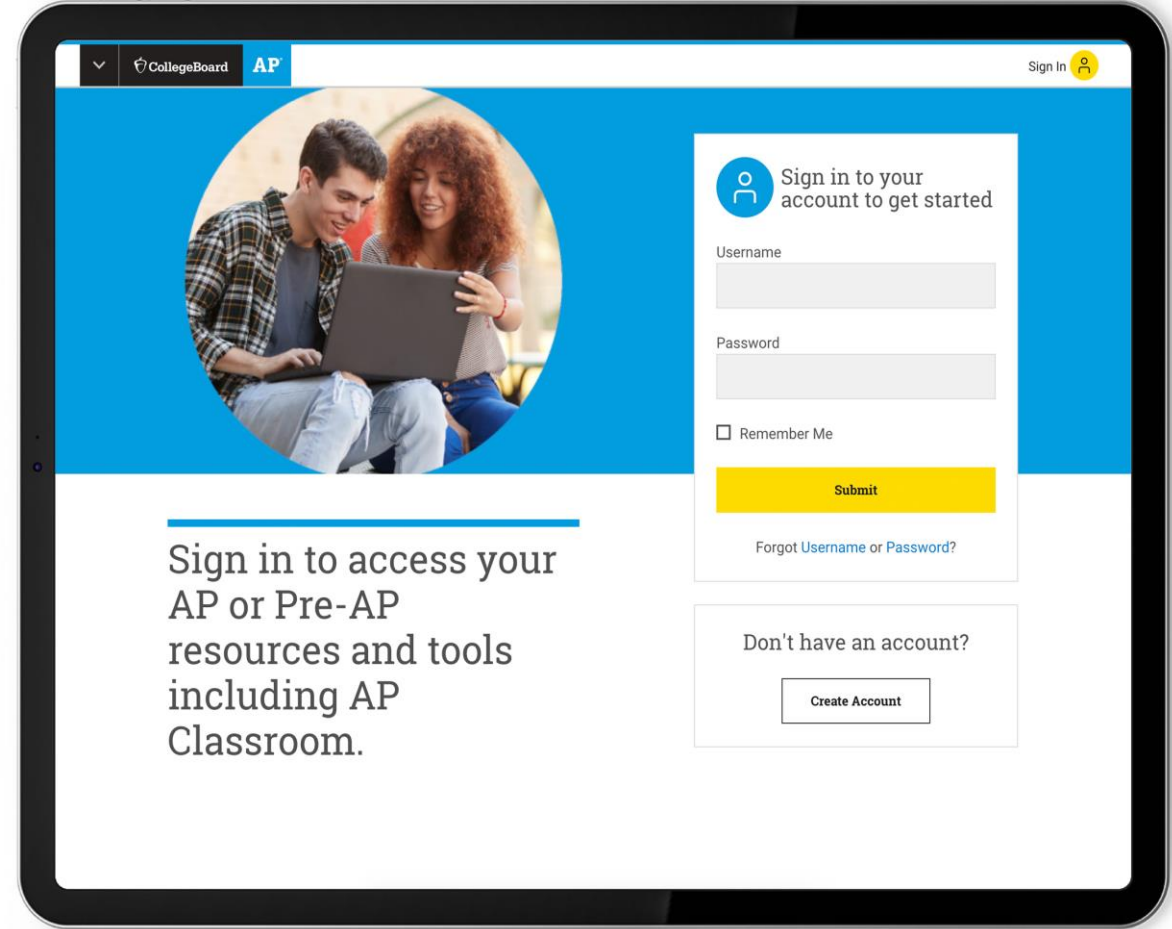 CollegeBoard AP
Sign In
Sign in to your
account to get started
Username
Password
Remember Me
Submit
Forgot Username or Password?
Don't have an account?
Create Account
Sign in to access your
AP or Pre-AP
resources and tools
including AP
Classroom.